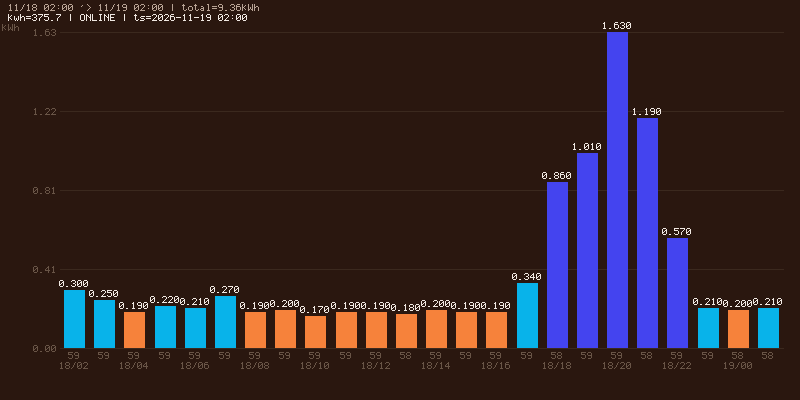 11/18 02:00 -> 11/19 02:00 | total=9.36kWh
kWh=375.7 | ONLINE | ts=2026-11-19 02:00
kWh
1.63
1.22
0.81
0.41
0.00
0.300 0.250 0.190 0.220 0.210 0.270 0.190 0.200 0.170 0.190 0.190 0.180 0.200 0.190 0.190 0.340 0.860 1.010 1.630 1.190 0.570 0.210 0.200 0.210
59 59 59 59 59 59 59 59 59 59 59 58 59 59 59 59 58 59 59 58 59 59 58 58
18/02 18/04 18/06 18/08 18/10 18/12 18/14 18/16 18/18 18/20 18/22 19/00